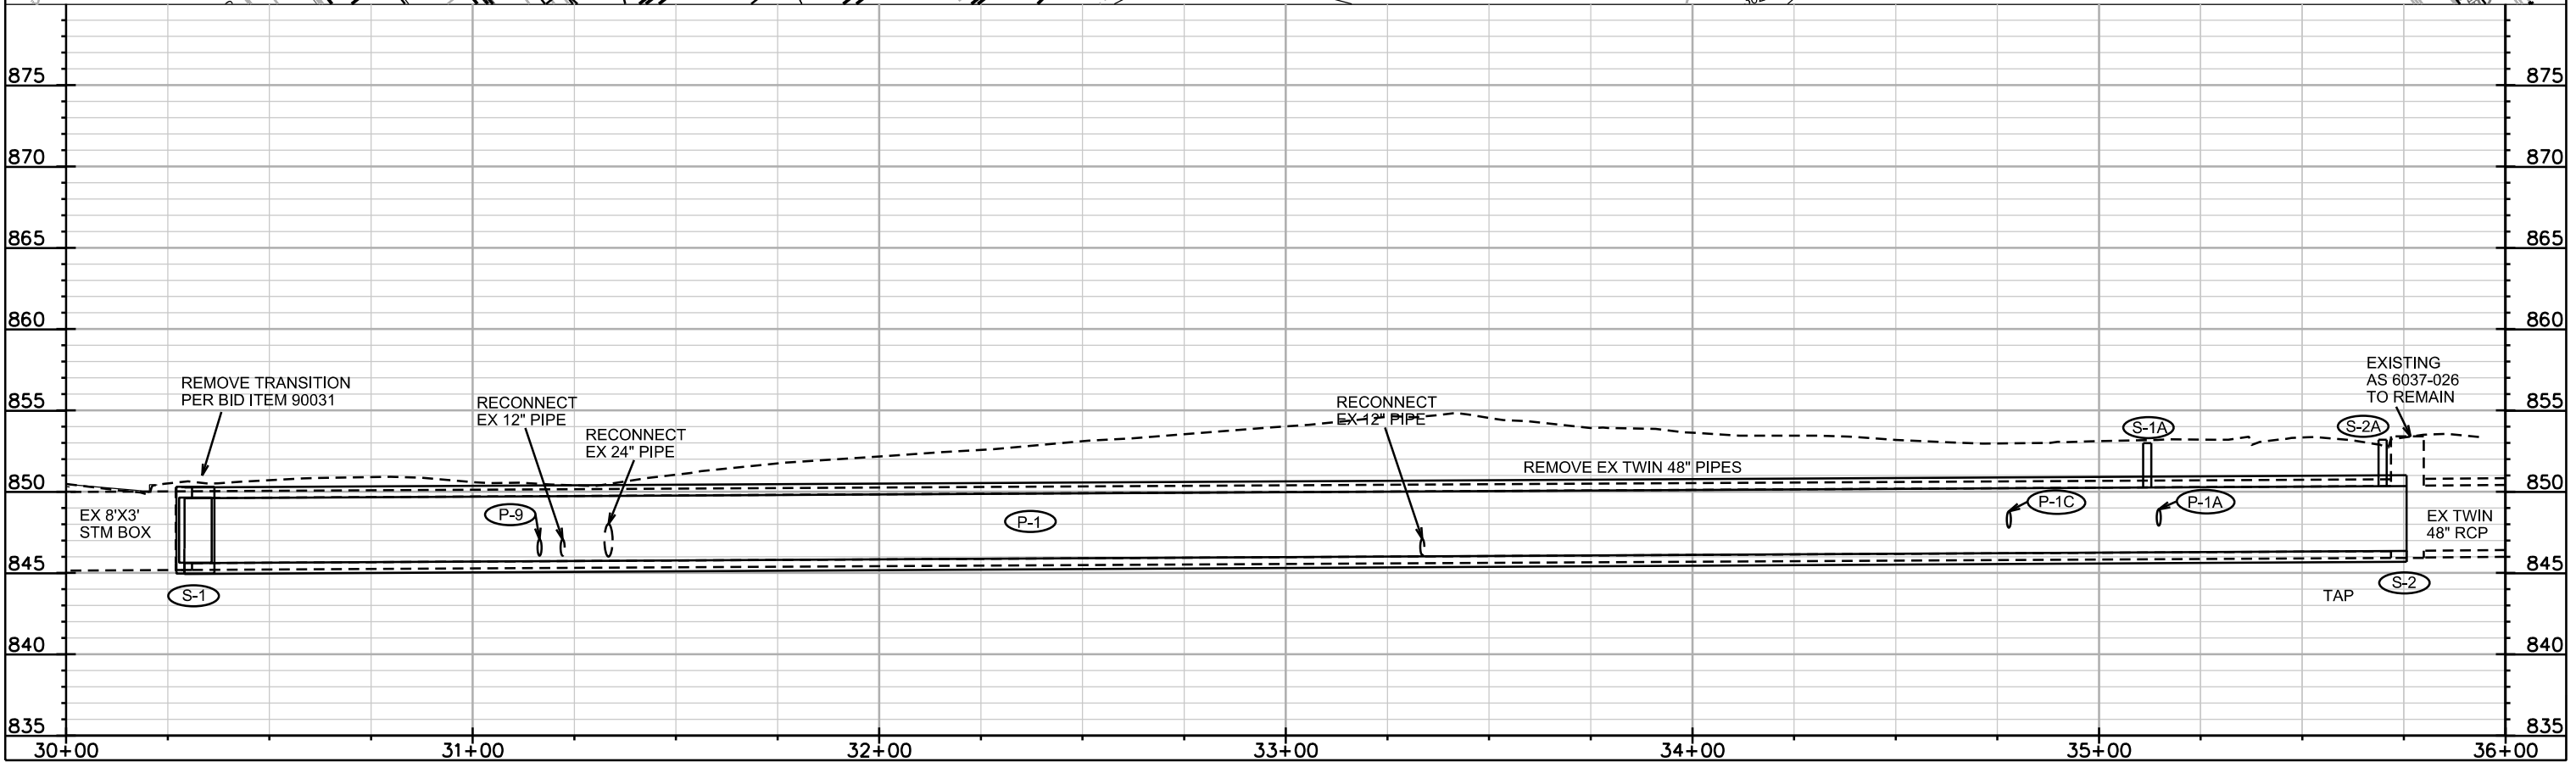 875 875
870 870
865 865
860 860
855 855
850 850
845 845
840 840
835 835
REMOVE TRANSITION
PER BID ITEM 90031
RECONNECT
EX 12" PIPE
RECONNECT
EX 24" PIPE
RECONNECT
EX 12" PIPE
EXISTING
AS 6037-026
TO REMAIN
S-1A
S-2A
REMOVE EX TWIN 48" PIPES
EX 8'X3'
STM BOX
P-9
P-1
P-1C
P-1A
EX TWIN
48" RCP
S-1
S-2
TAP
30+00 31+00 32+00 33+00 34+00 35+00 36+00